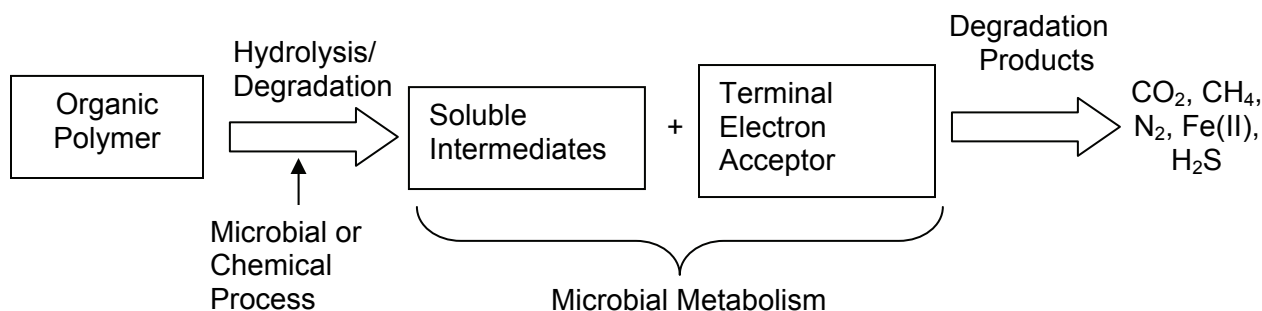 Organic
Polymer
Hydrolysis/
Degradation
Microbial or
Chemical
Process
Soluble
Intermediates
+
Terminal
Electron
Acceptor
Microbial Metabolism
Degradation
Products
CO₂, CH₄,
N₂, Fe(II),
H₂S